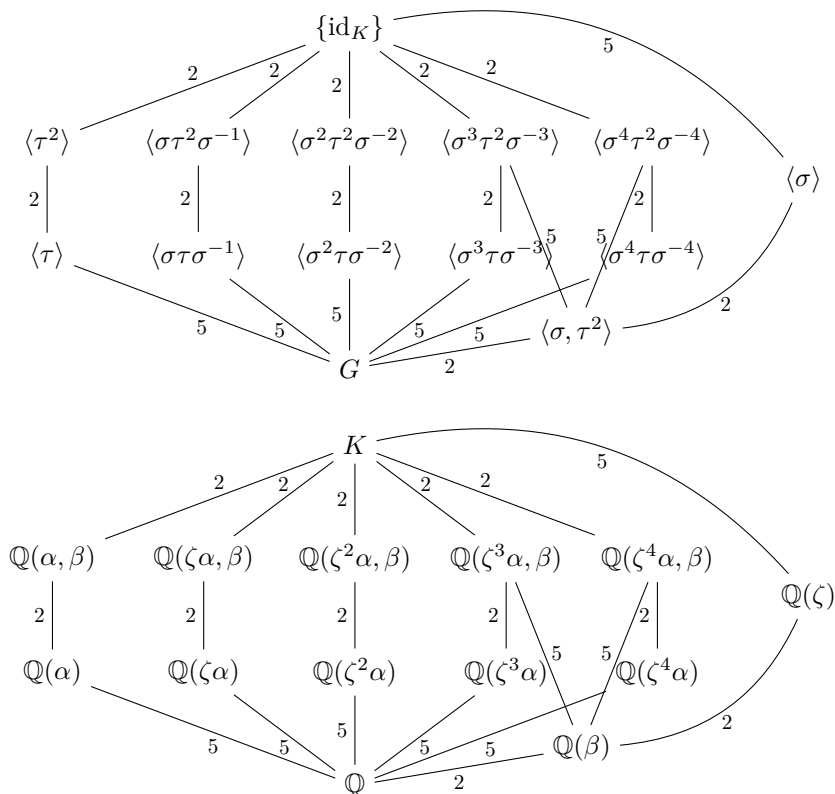 {id_K}
5
2 2 2 2 2
⟨τ²⟩ ⟨στ²σ⁻¹⟩ ⟨σ²τ²σ⁻²⟩ ⟨σ³τ²σ⁻³⟩ ⟨σ⁴τ²σ⁻⁴⟩
⟨σ⟩
2 2 2 2 2
5 5
⟨τ⟩ ⟨στσ⁻¹⟩ ⟨σ²τσ⁻²⟩ ⟨σ³τσ⁻³⟩ ⟨σ⁴τσ⁻⁴⟩
2
5 5 5 5 5 ⟨σ, τ²⟩
G 2
K
5
2 2 2 2 2
ℚ(α, β) ℚ(ζα, β) ℚ(ζ²α, β) ℚ(ζ³α, β) ℚ(ζ⁴α, β)
ℚ(ζ)
2 2 2 2 2
5 5
ℚ(α) ℚ(ζα) ℚ(ζ²α) ℚ(ζ³α) ℚ(ζ⁴α)
2
5 5 5 5 5 ℚ(β)
ℚ 2